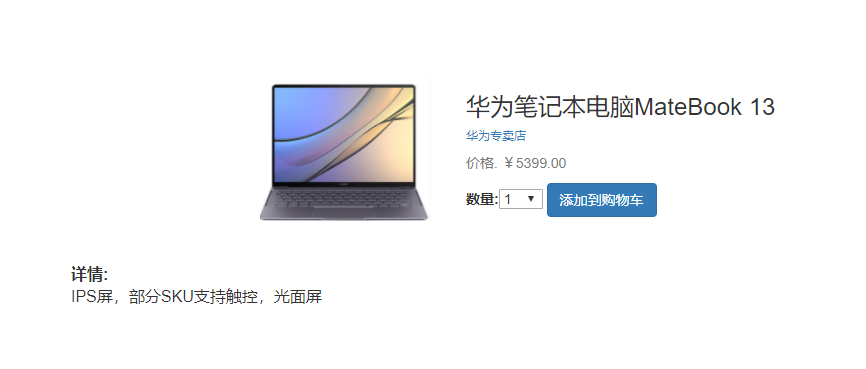 华为笔记本电脑MateBook 13
华为专卖店
价格. ￥5399.00
数量: 1 添加到购物车
详情:
IPS屏，部分SKU支持触控，光面屏